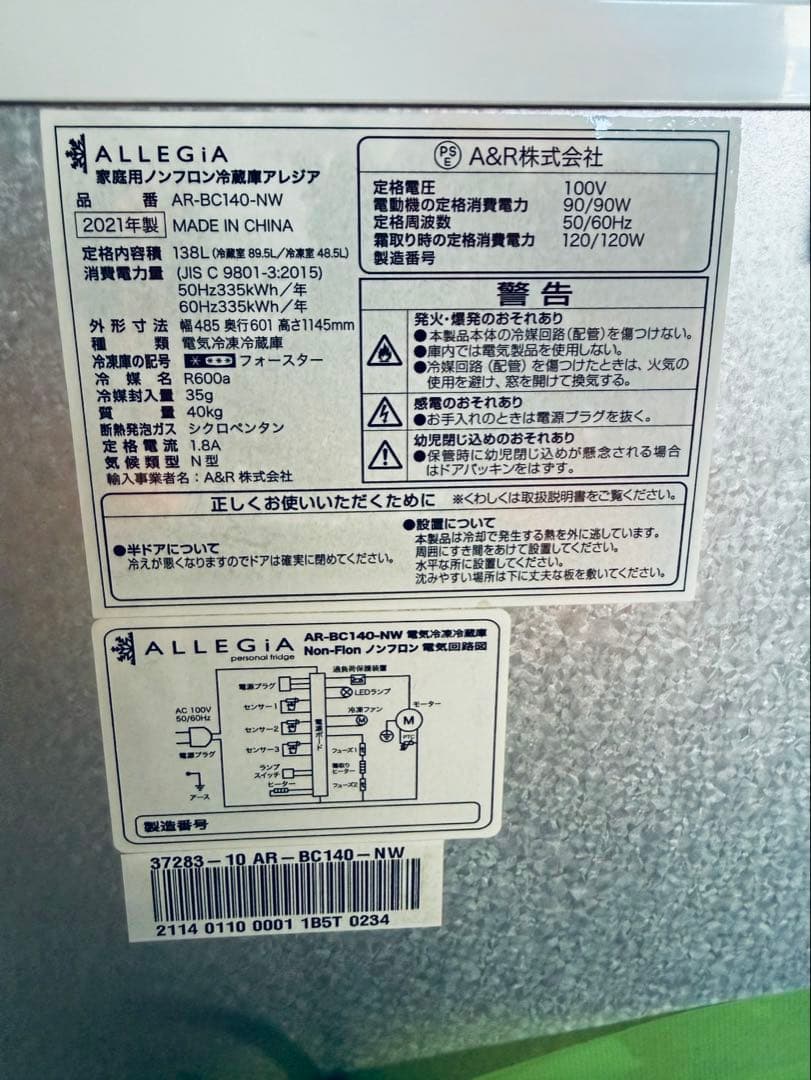 ALLEGiA
家庭用ノンフロン冷蔵庫アレジア
品番 AR-BC140-NW
2021年製 MADE IN CHINA
定格内容積 138L (冷蔵室 89.5L/冷凍室 48.5L)
消費電力量 (JIS C 9801-3:2015)
50Hz335kWh/年
60Hz335kWh/年
外形寸法 幅485 奥行601 高さ1145mm
種類 電気冷凍冷蔵庫
冷凍庫の記号 フォースター
冷媒名 R600a
冷媒封入量 35g
質量 40kg
断熱発泡ガス シクロペンタン
定格電流 1.8A
気候類型 N型
輸入事業者:A&R 株式会社
PSE A&R株式会社
定格電圧 100V
電動機の定格消費電力 90/90W
定格周波数 50/60Hz
霜取り時の定格消費電力 120/120W
製造番号
警告
発火・爆発のおそれあり
●本製品本体の冷媒回路(配管)を傷つけない。
●庫内では電気製品を使用しない。
●冷媒回路(配管)を傷つけたときは、火気の
使用を避け、窓を開けて換気する。
感電のおそれあり
●お手入れのときは電源プラグを抜く。
幼児閉じ込めのおそれあり
●保管時に幼児閉じ込めが懸念される場合
はドアパッキンをはずす。
正しくお使いいただくために ※くわしくは取扱説明書をご覧ください。
●半ドアについて
冷えが悪くなりますのでドアは確実に閉めてください。
●設置について
本製品は冷却で発生する熱を外に逃しています。
周囲にすき間をあけて設置してください。
水平な所に設置してください。
沈みやすい場所は下に丈夫な板を敷いてください。
ALLEGiA
personal fridge
AR-BC140-NW 電気冷凍冷蔵庫
Non-Flon ノンフロン 電気回路図
AC 100V
50/60Hz
電源プラグ
アース
電源プラグ
センサー1
センサー2
センサー3
ランプ
スイッチ
ヒーター
電源ボード
過負荷保護装置
LEDランプ
冷凍ファン
M
モーター
M
PTC
フューズ1
霜取り
ヒーター
フューズ2
製造番号
37283-10 AR-BC140-NW
2114 0110 0001 1B5T 0234